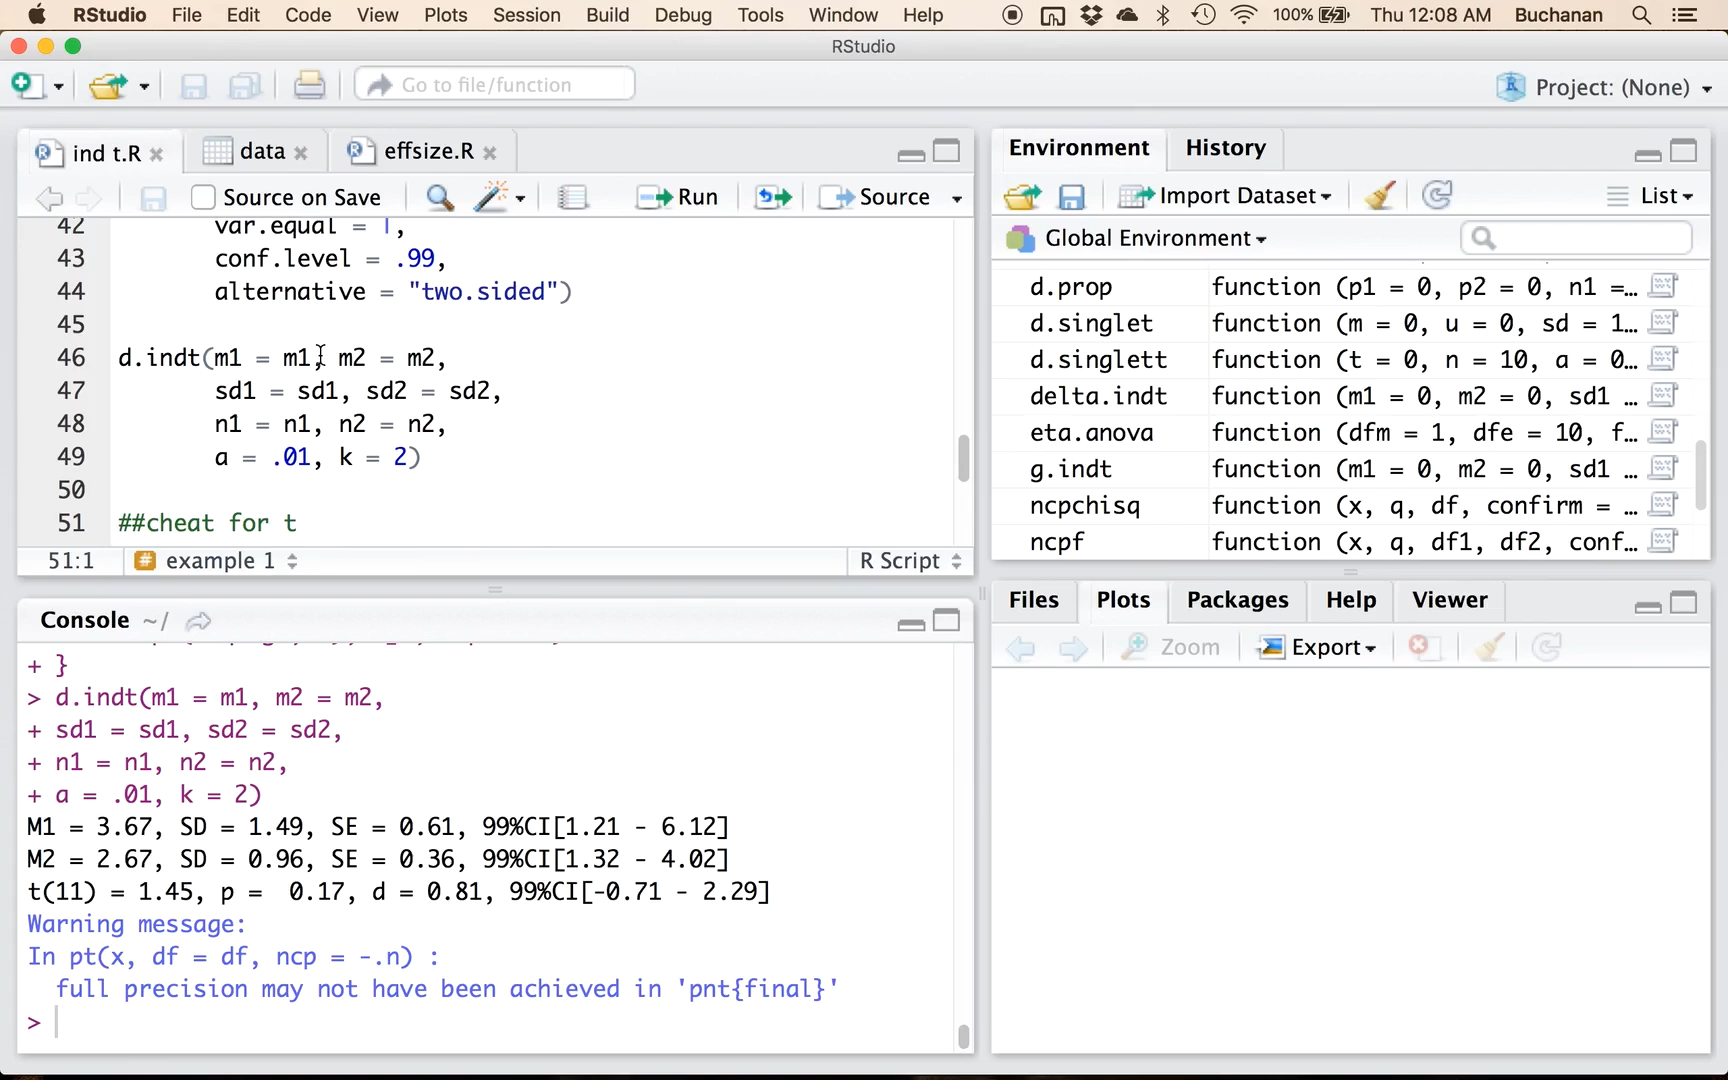 RStudio File Edit Code View Plots Session Build Debug Tools Window Help 100% Thu 12:08 AM Buchanan
RStudio
Go to file/function Project: (None)
ind t.R data effsize.R
Source on Save Run Source
42 var.equal = T,
43 conf.level = .99,
44 alternative = "two.sided")
45
46 d.indt(m1 = m1, m2 = m2,
47 sd1 = sd1, sd2 = sd2,
48 n1 = n1, n2 = n2,
49 a = .01, k = 2)
50
51 ##cheat for t
51:1 example 1 R Script
Console ~/
+ }
> d.indt(m1 = m1, m2 = m2,
+ sd1 = sd1, sd2 = sd2,
+ n1 = n1, n2 = n2,
+ a = .01, k = 2)
M1 = 3.67, SD = 1.49, SE = 0.61, 99%CI[1.21 - 6.12]
M2 = 2.67, SD = 0.96, SE = 0.36, 99%CI[1.32 - 4.02]
t(11) = 1.45, p =  0.17, d = 0.81, 99%CI[-0.71 - 2.29]
Warning message:
In pt(x, df = df, ncp = -.n) :
full precision may not have been achieved in 'pnt{final}'
>
Environment History
Import Dataset List
Global Environment
d.prop function (p1 = 0, p2 = 0, n1 =…
d.singlet function (m = 0, u = 0, sd = 1…
d.singlett function (t = 0, n = 10, a = 0…
delta.indt function (m1 = 0, m2 = 0, sd1 …
eta.anova function (dfm = 1, dfe = 10, f…
g.indt function (m1 = 0, m2 = 0, sd1 …
ncpchisq function (x, q, df, confirm = …
ncpf function (x, q, df1, df2, conf…
Files Plots Packages Help Viewer
Zoom Export